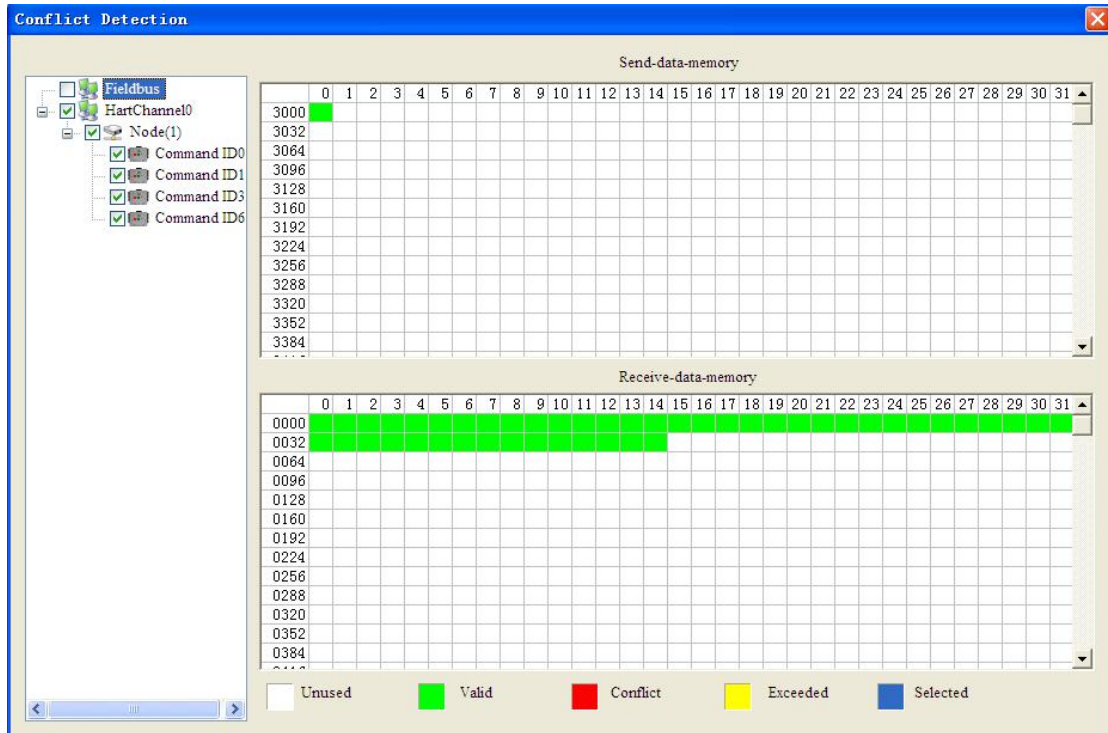 Conflict Detection
Fieldbus
HartChannel0
Node(1)
Command ID0
Command ID1
Command ID3
Command ID6
Send-data-memory
0 1 2 3 4 5 6 7 8 9 10 11 12 13 14 15 16 17 18 19 20 21 22 23 24 25 26 27 28 29 30 31
3000
3032
3064
3096
3128
3160
3192
3224
3256
3288
3320
3352
3384
Receive-data-memory
0 1 2 3 4 5 6 7 8 9 10 11 12 13 14 15 16 17 18 19 20 21 22 23 24 25 26 27 28 29 30 31
0000
0032
0064
0096
0128
0160
0192
0224
0256
0288
0320
0352
0384
Unused Valid Conflict Exceeded Selected